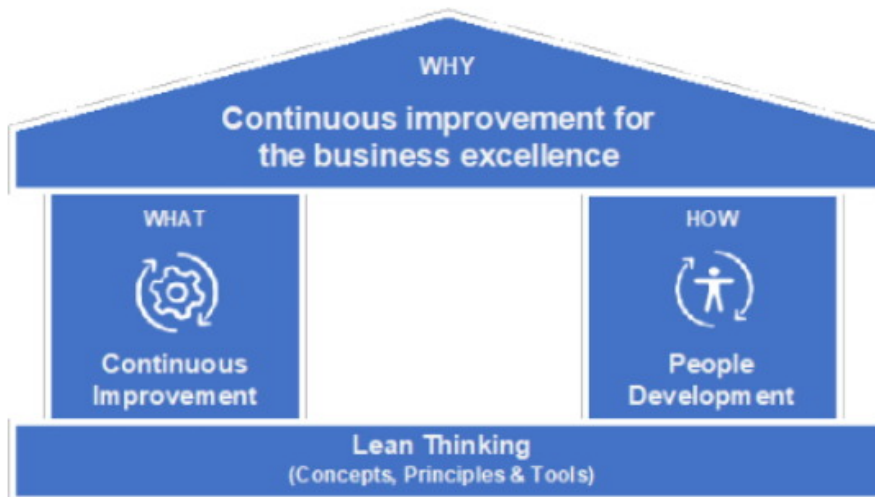 WHY
Continuous improvement for
the business excellence
WHAT
Continuous
Improvement
HOW
People
Development
Lean Thinking
(Concepts, Principles & Tools)